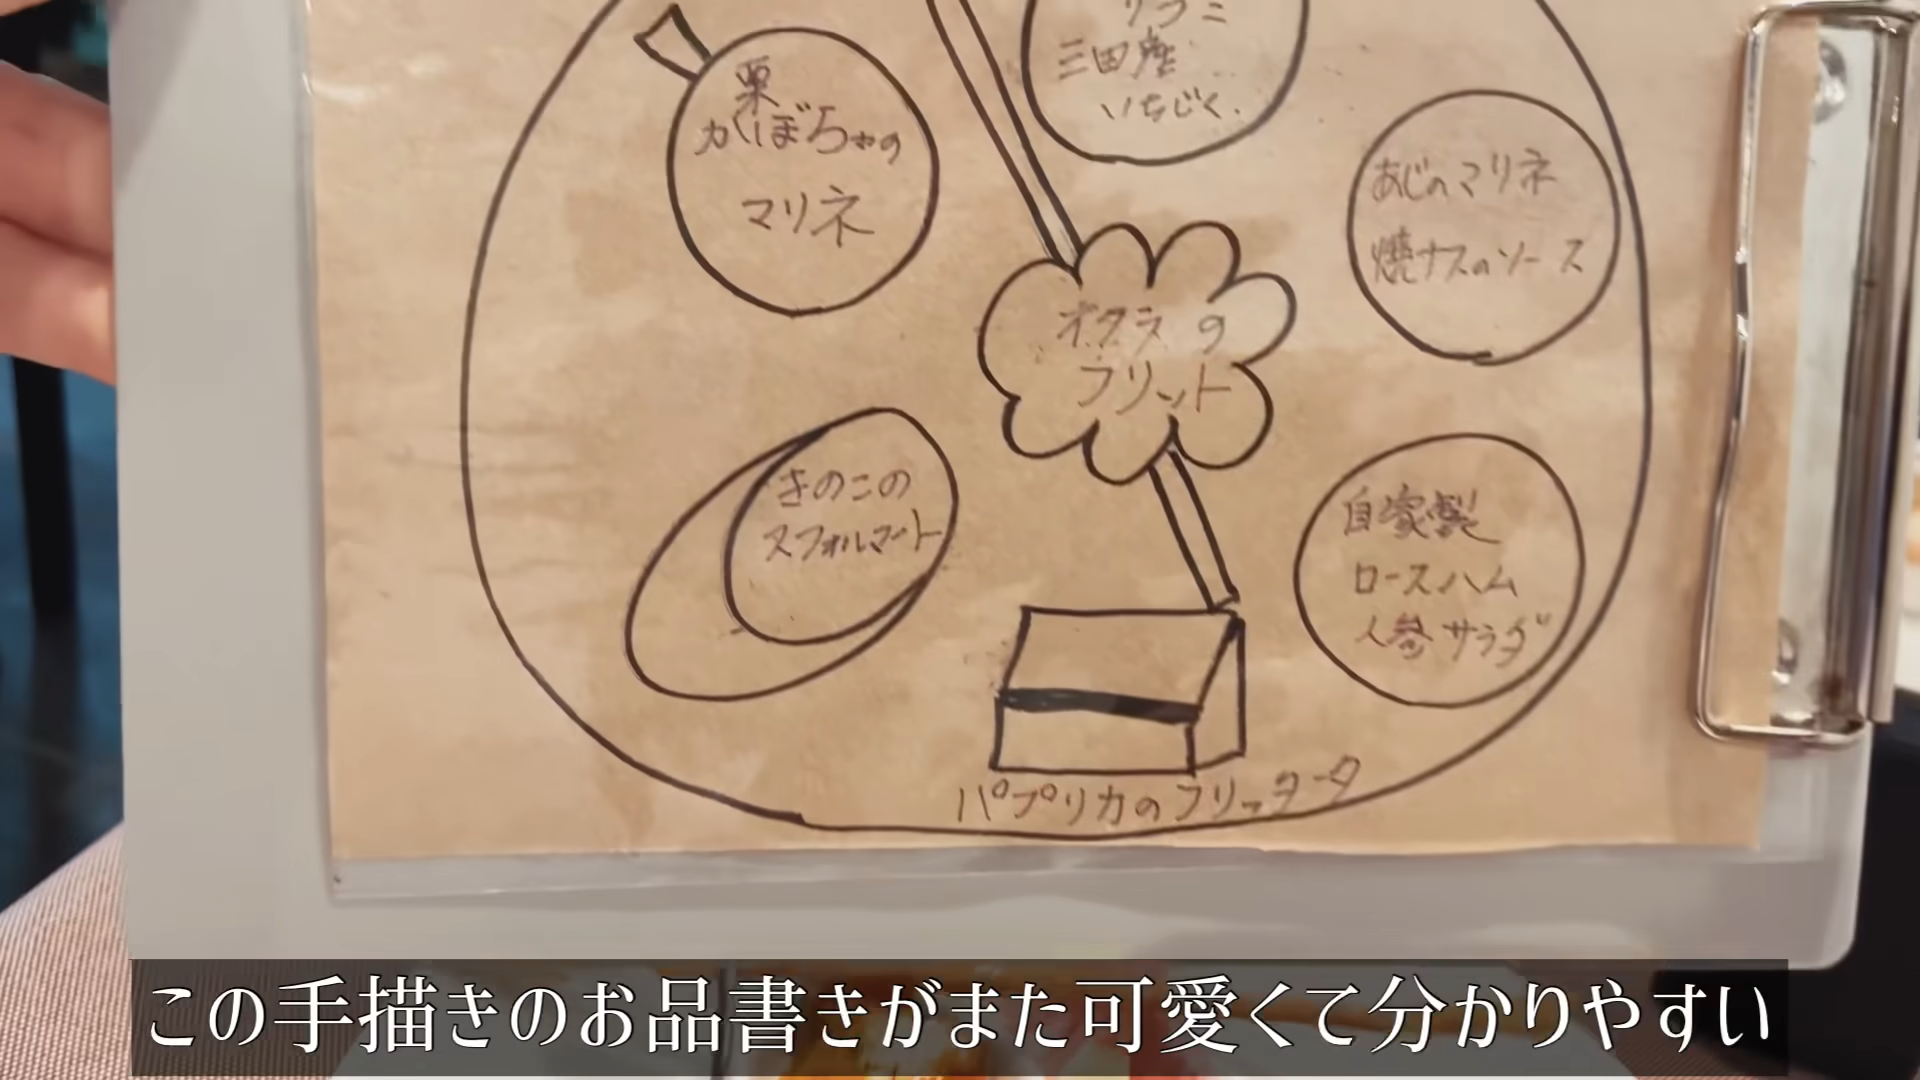 サラミ
三田産
いちじく
栗
かぼちゃの
マリネ
あじのマリネ
焼ナスのソース
オクラの
フリット
きのこの
スフォルマート
自家製
ロースハム
人参サラダ
パプリカのフリッタータ
この手描きのお品書きがまた可愛くて分かりやすい